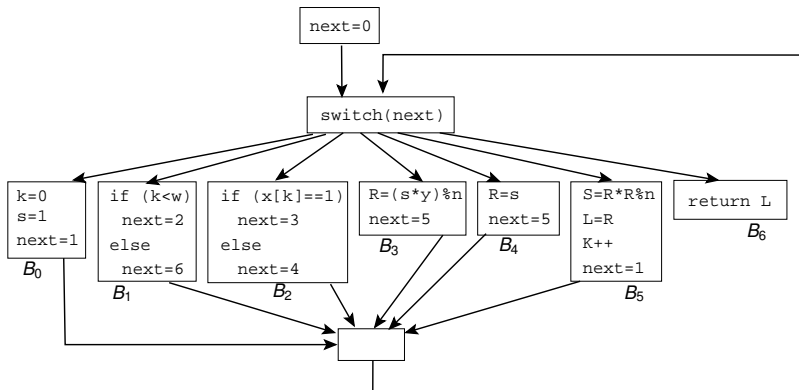 next=0
switch(next)
k=0
s=1
next=1
B0
if (k<w)
next=2
else
next=6
B1
if (x[k]==1)
next=3
else
next=4
B2
R=(s*y)%n
next=5
B3
R=s
next=5
B4
S=R*R%n
L=R
K++
next=1
B5
return L
B6